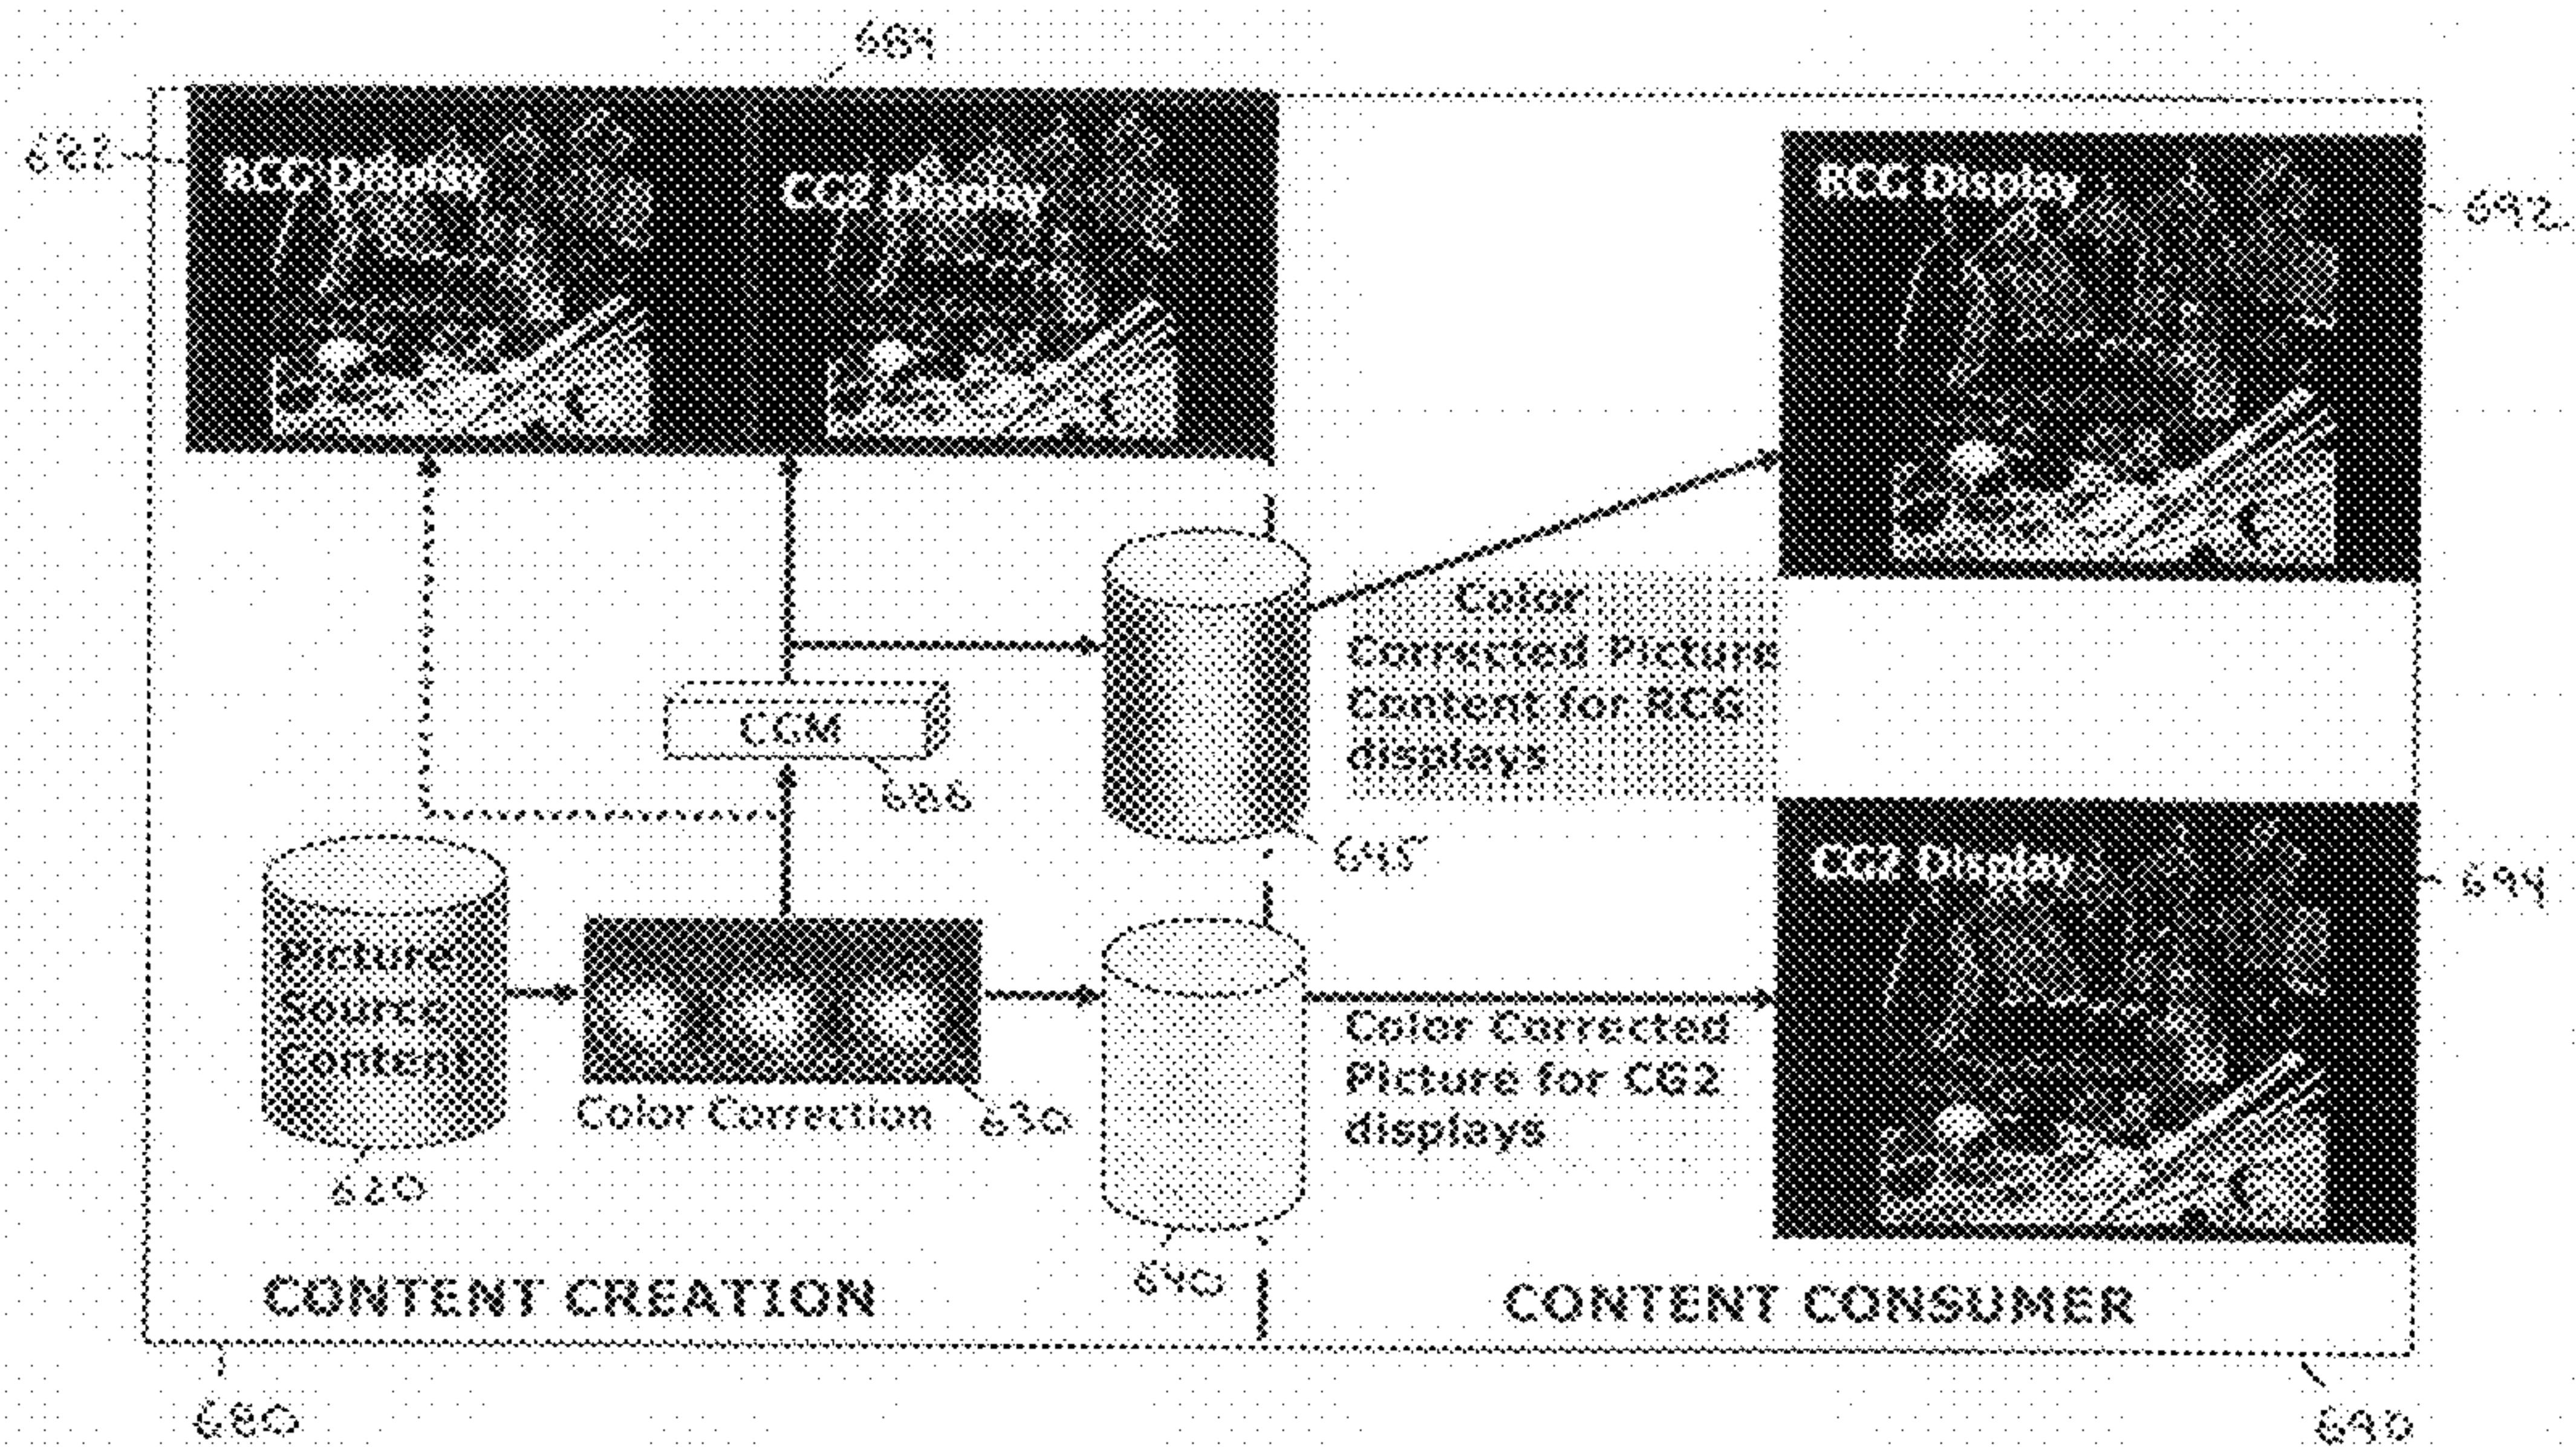 684
682
RCG Display
CG2 Display
RCG Display
692
Color
Corrected Picture
Content for RCG
displays
CGM
686
645
CG2 Display
694
Picture
Source
Content
Color Correction
630
620
Color Corrected
Picture for CG2
displays
640
CONTENT CREATION
CONTENT CONSUMER
680
690